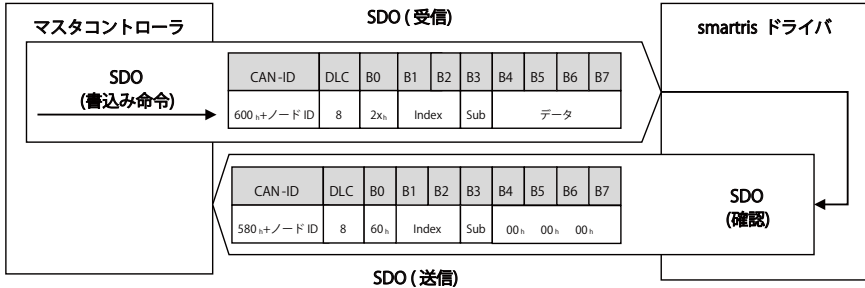 SDO ( 受信)
マスタコントローラ
smartris ドライバ
SDO
(書込み命令)
CAN-ID DLC B0 B1 B2 B3 B4 B5 B6 B7
600h+ノード ID 8 2xh Index Sub データ
CAN-ID DLC B0 B1 B2 B3 B4 B5 B6 B7
580h+ノード ID 8 60h Index Sub 00h 00h 00h
SDO
(確認)
SDO ( 送信)